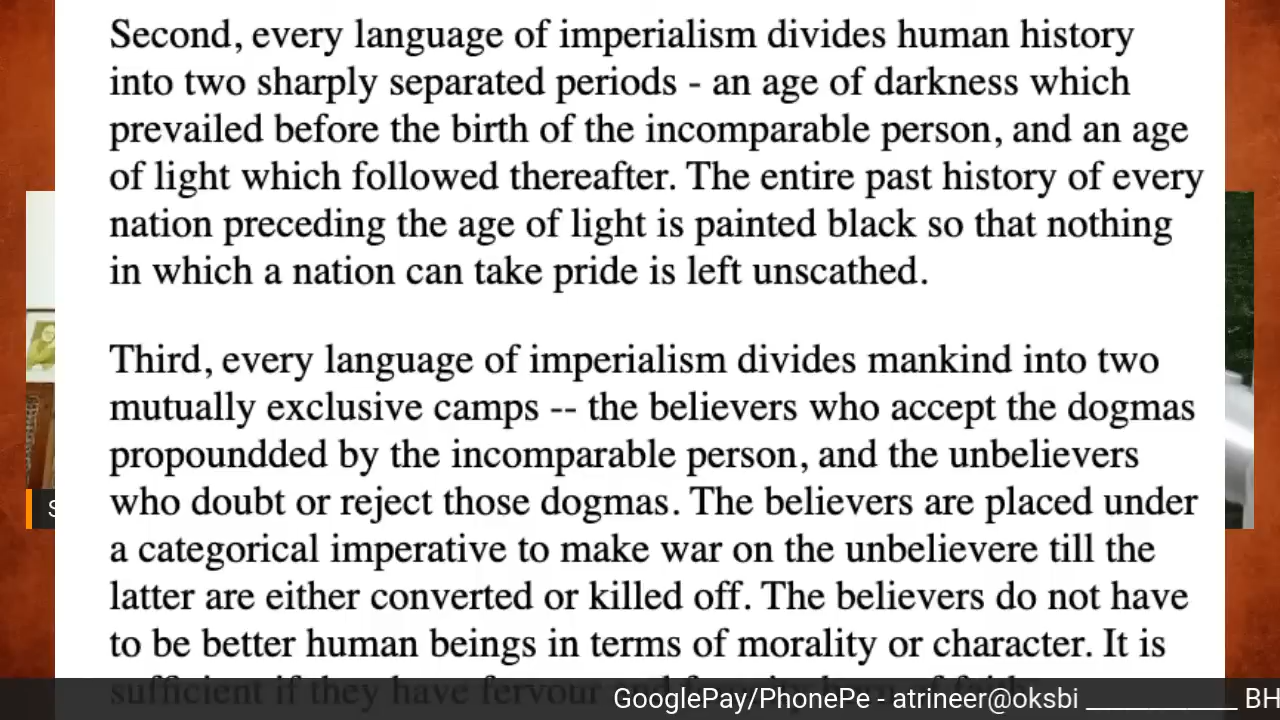 Second, every language of imperialism divides human history
into two sharply separated periods - an age of darkness which
prevailed before the birth of the incomparable person, and an age
of light which followed thereafter. The entire past history of every
nation preceding the age of light is painted black so that nothing
in which a nation can take pride is left unscathed.
Third, every language of imperialism divides mankind into two
mutually exclusive camps -- the believers who accept the dogmas
propoundded by the incomparable person, and the unbelievers
who doubt or reject those dogmas. The believers are placed under
a categorical imperative to make war on the unbelievere till the
latter are either converted or killed off. The believers do not have
to be better human beings in terms of morality or character. It is
sufficient if they have fervour
GooglePay/PhonePe - atrineer@oksbi ____________ BH